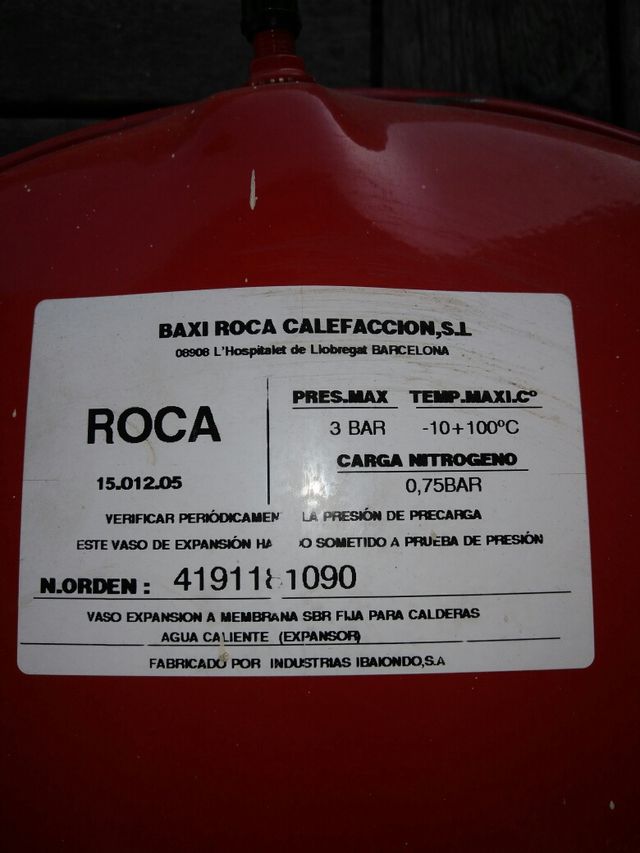 BAXI ROCA CALEFACCION,S.L
08908 L'Hospitalet de Llobregat BARCELONA
ROCA
15.012.05
PRES.MAX TEMP.MAXI.Cº
3 BAR -10+100ºC
CARGA NITROGENO
0,75BAR
VERIFICAR PERIÓDICAMEN LA PRESIÓN DE PRECARGA
ESTE VASO DE EXPANSIÓN HA DO SOMETIDO A PRUEBA DE PRESIÓN
N.ORDEN : 419118 1090
VASO EXPANSION A MEMBRANA SBR FIJA PARA CALDERAS
AGUA CALIENTE (EXPANSOR)
FABRICADO POR INDUSTRIAS IBAIONDO,S.A